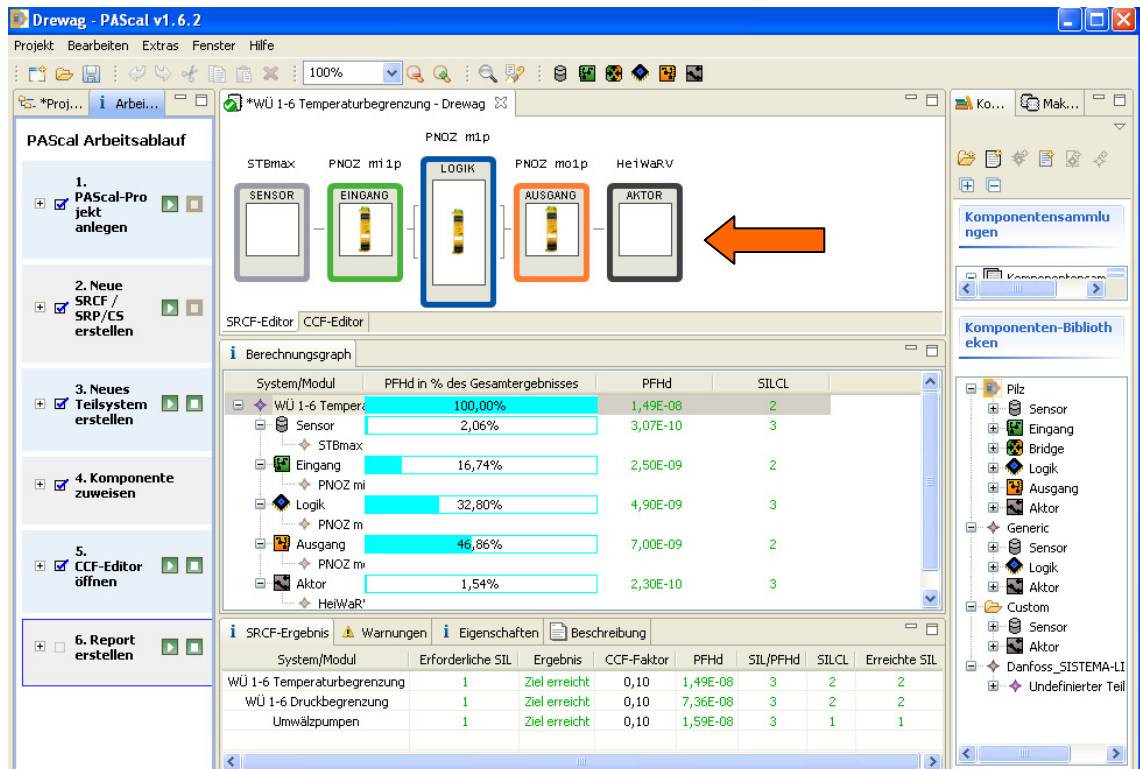 Drewag - PAScal v1.6.2
Projekt Bearbeiten Extras Fenster Hilfe
100%
*Proj... i Arbei...
PAScal Arbeitsablauf
1.
PAScal-Pro
jekt
anlegen
2. Neue
SRCF /
SRP/CS
erstellen
3. Neues
Teilsystem
erstellen
4. Komponente
zuweisen
5.
CCF-Editor
öffnen
6. Report
erstellen
*WÜ 1-6 Temperaturbegrenzung - Drewag
PNOZ m1p
STBmax PNOZ mi1p PNOZ mo1p HeiWaRV
LOGIK
SENSOR EINGANG AUSGANG AKTOR
SRCF-Editor CCF-Editor
i Berechnungsgraph
System/Modul PFHd in % des Gesamtergebnisses PFHd SILCL
WÜ 1-6 Tempera 100,00% 1,49E-08 2
Sensor 2,06% 3,07E-10 3
STBmax
Eingang 16,74% 2,50E-09 2
PNOZ mi
Logik 32,80% 4,90E-09 3
PNOZ m
Ausgang 46,86% 7,00E-09 2
PNOZ m
Aktor 1,54% 2,30E-10 3
HeiWaR
i SRCF-Ergebnis Warnungen i Eigenschaften Beschreibung
System/Modul Erforderliche SIL Ergebnis CCF-Faktor PFHd SIL/PFHd SILCL Erreichte SIL
WÜ 1-6 Temperaturbegrenzung 1 Ziel erreicht 0,10 1,49E-08 3 2 2
WÜ 1-6 Druckbegrenzung 1 Ziel erreicht 0,10 7,36E-08 3 2 2
Umwälzpumpen 1 Ziel erreicht 0,10 1,59E-08 3 1 1
Ko... Mak...
Komponentensammlu
ngen
Komponentensam
Komponenten-Biblioth
eken
Pilz
Sensor
Eingang
Bridge
Logik
Ausgang
Aktor
Generic
Sensor
Logik
Aktor
Custom
Sensor
Aktor
Danfoss_SISTEMA-LI
Undefinierter Teil